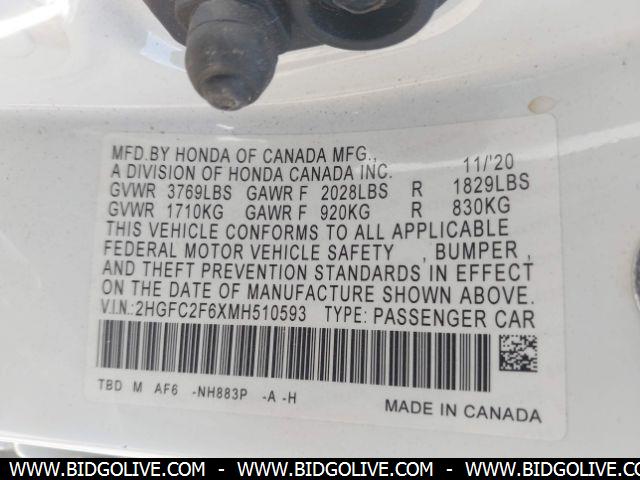 MFD.BY HONDA OF CANADA MFG., 11/'20
A DIVISION OF HONDA CANADA INC.
GVWR 3769LBS GAWR F 2028LBS R 1829LBS
GVWR 1710KG GAWR F 920KG R 830KG
THIS VEHICLE CONFORMS TO ALL APPLICABLE
FEDERAL MOTOR VEHICLE SAFETY , BUMPER ,
AND THEFT PREVENTION STANDARDS IN EFFECT
ON THE DATE OF MANUFACTURE SHOWN ABOVE.
V.I.N.:2HGFC2F6XMH510593 TYPE: PASSENGER CAR
TBD M AF6 -NH883P -A -H
MADE IN CANADA
WWW.BIDGOLIVE.COM - WWW.BIDGOLIVE.COM - WWW.BIDGOLIVE.COM